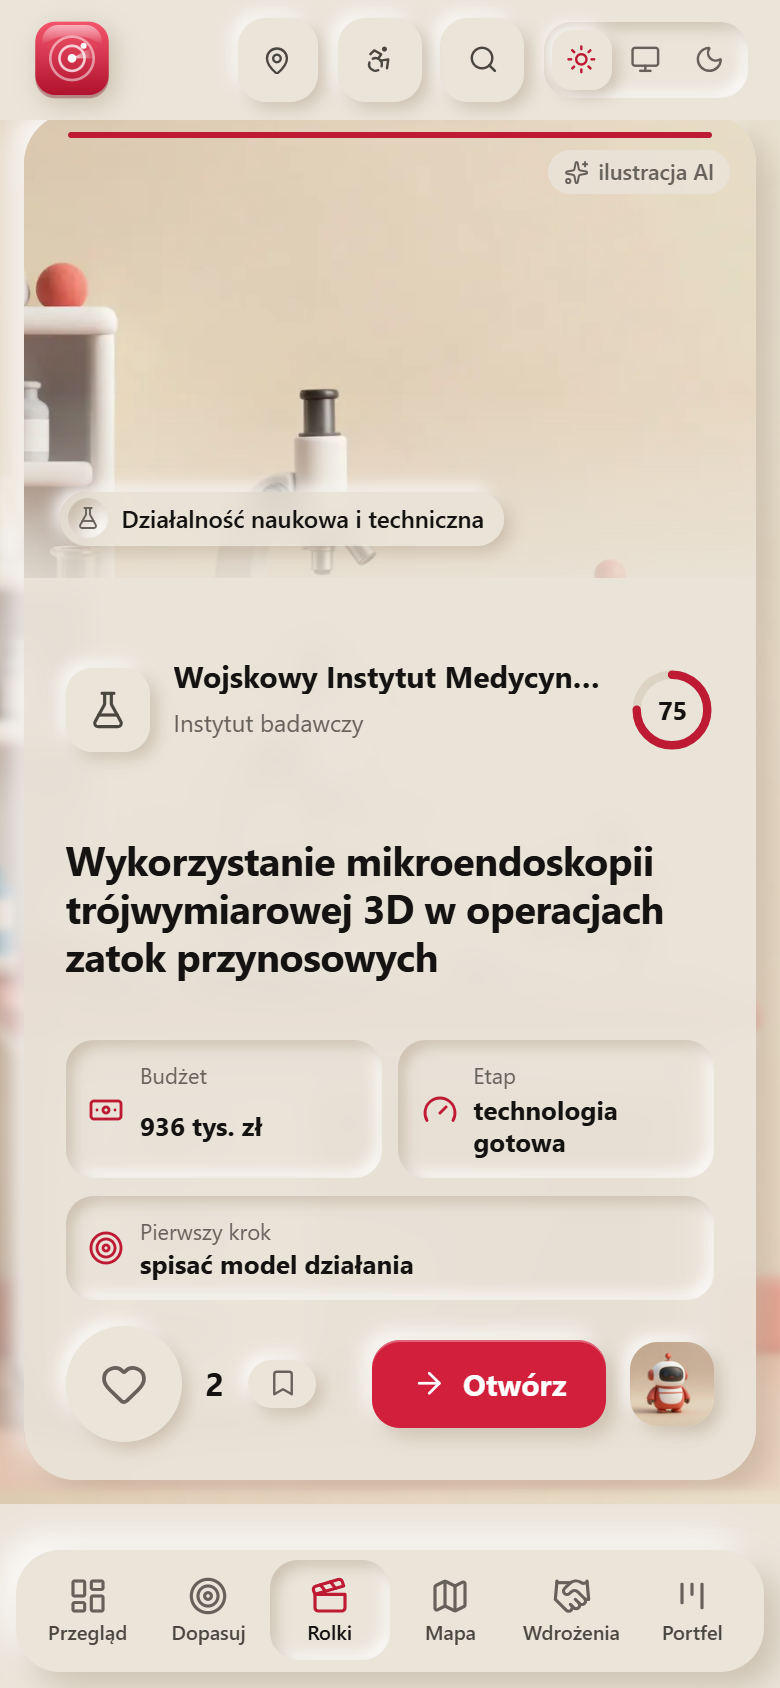 ilustracja AI
Działalność naukowa i techniczna
Wojskowy Instytut Medycyn...
Instytut badawczy
75
Wykorzystanie mikroendoskopii
trójwymiarowej 3D w operacjach
zatok przynosowych
Budżet
936 tys. zł
Etap
technologia
gotowa
Pierwszy krok
spisać model działania
2
Otwórz
Przegląd
Dopasuj
Rolki
Mapa
Wdrożenia
Portfel